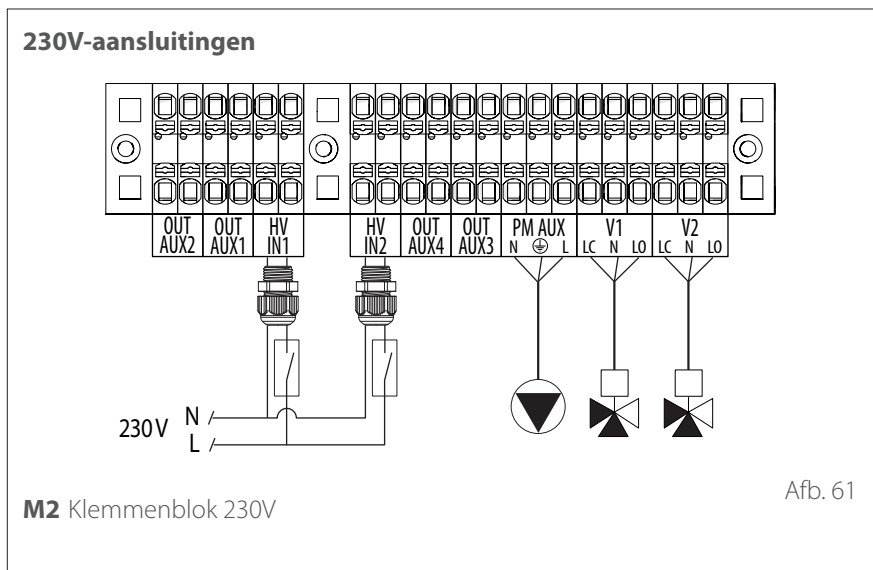 230V-aansluitingen
OUT AUX2 OUT AUX1 HV IN1 HV IN2 OUT AUX4 OUT AUX3 PM AUX V1 V2
N L LC N LO LC N LO
230 V N
L
M2 Klemmenblok 230V
Afb. 61